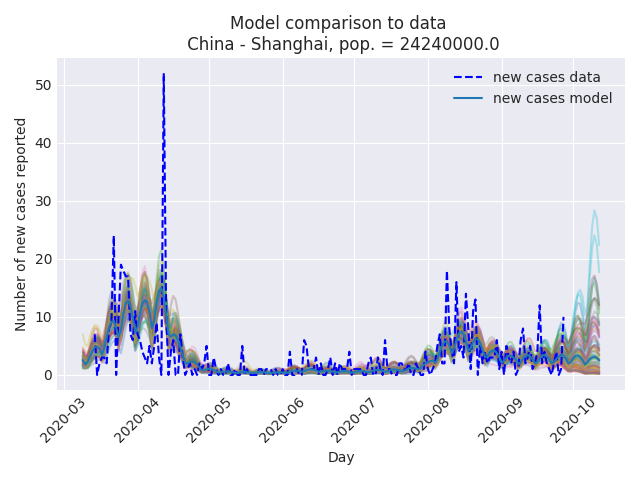 Model comparison to data
China - Shanghai, pop. = 24240000.0
new cases data
new cases model
Number of new cases reported
50
40
30
20
10
0
2020-03
2020-04
2020-05
2020-06
2020-07
2020-08
2020-09
2020-10
Day